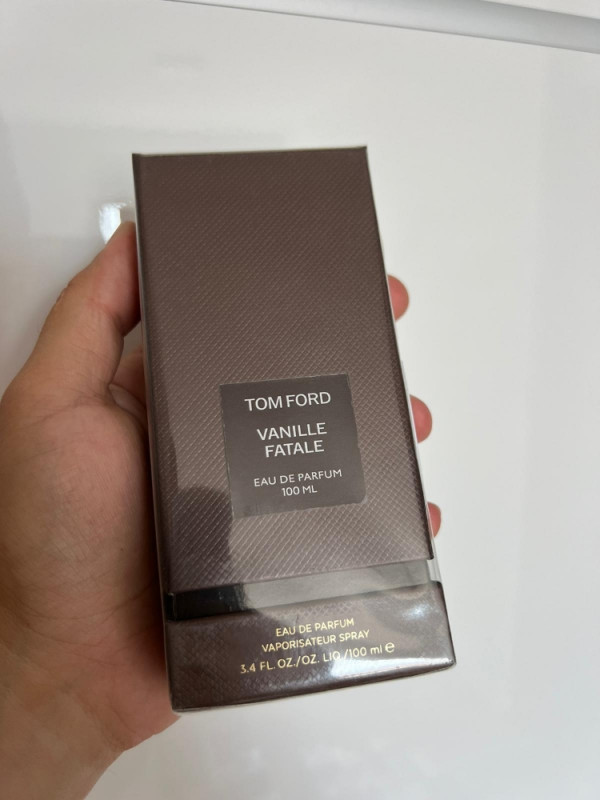 TOM FORD
VANILLE
FATALE
EAU DE PARFUM
100 ML
EAU DE PARFUM
VAPORISATEUR SPRAY
3.4 FL. OZ./OZ. LIQ./100 ml ℮